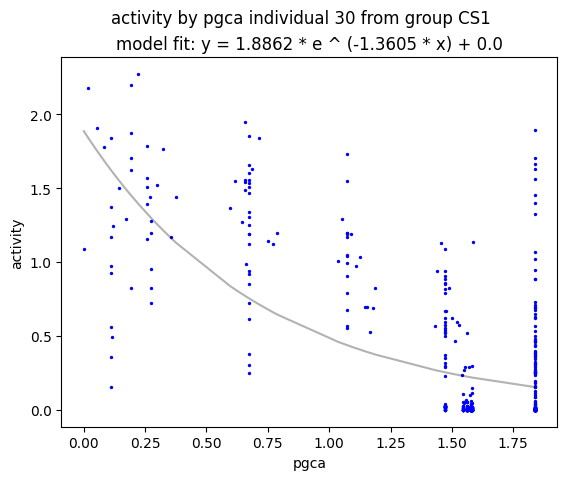 activity by pgca individual 30 from group CS1
model fit: y = 1.8862 * e ^ (-1.3605 * x) + 0.0
activity
2.0
1.5
1.0
0.5
0.0
0.00 0.25 0.50 0.75 1.00 1.25 1.50 1.75
pgca